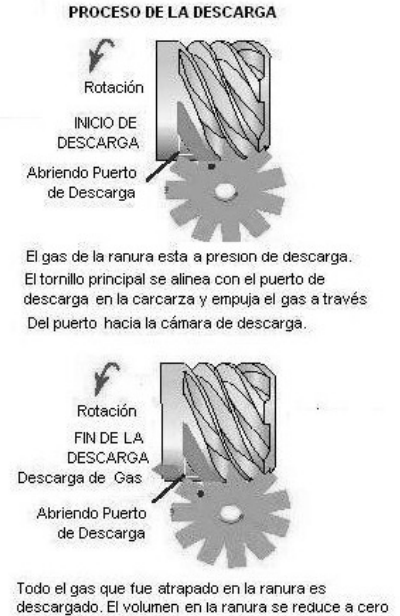 PROCESO DE LA DESCARGA
Rotación
INICIO DE
DESCARGA
Abriendo Puerto
de Descarga
El gas de la ranura esta a presion de descarga.
El tornillo principal se alinea con el puerto de
descarga en la carcarza y empuja el gas a través
Del puerto hacia la cámara de descarga.
Rotación
FIN DE LA
DESCARGA
Descarga de Gas
Abriendo Puerto
de Descarga
Todo el gas que fue atrapado en la ranura es
descargado. El volumen en la ranura se reduce a cero